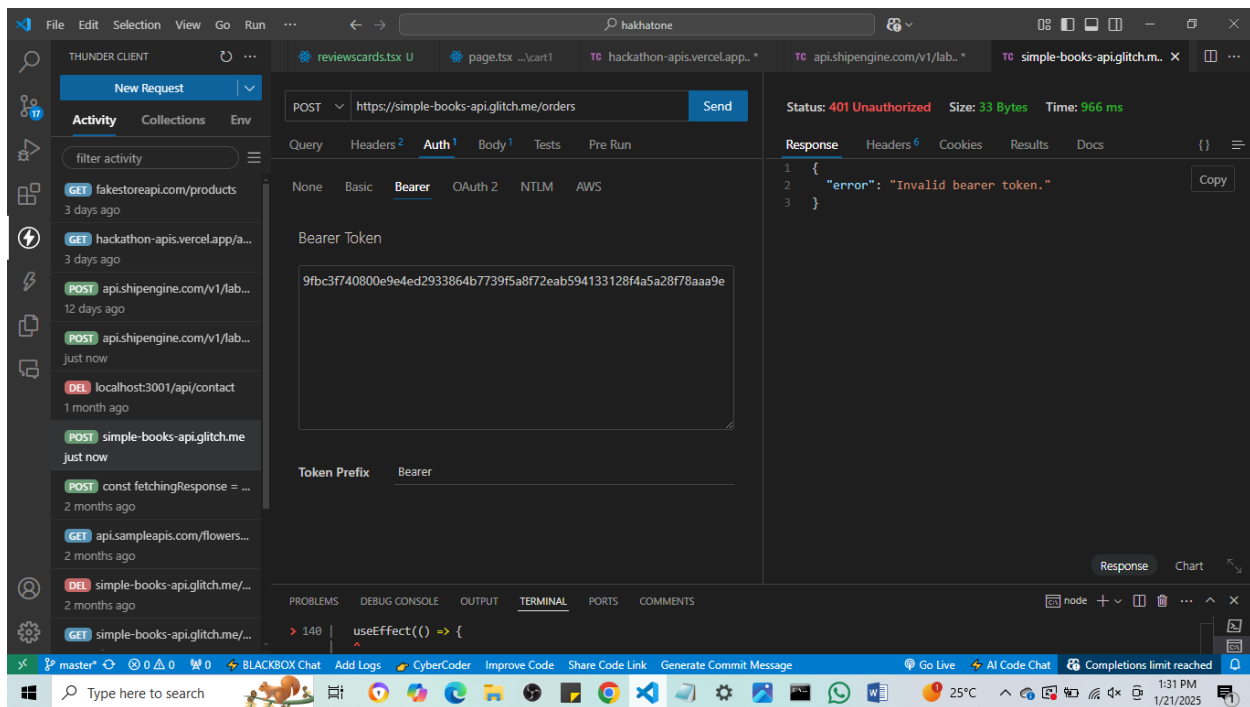 File Edit Selection View Go Run ··· hakhatone
THUNDER CLIENT
New Request
Activity Collections Env
filter activity
GET fakestoreapi.com/products
3 days ago
GET hackathon-apis.vercel.app/a...
3 days ago
POST api.shipengine.com/v1/lab...
12 days ago
POST api.shipengine.com/v1/lab...
just now
DEL localhost:3001/api/contact
1 month ago
POST simple-books-api.glitch.me
just now
POST const fetchingResponse = ...
2 months ago
GET api.sampleapis.com/flowers...
2 months ago
DEL simple-books-api.glitch.me/...
2 months ago
GET simple-books-api.glitch.me/...
17
reviewscards.tsx U page.tsx ...\cart1 TC hackathon-apis.vercel.app.. * TC api.shipengine.com/v1/lab.. * TC simple-books-api.glitch.m..
POST https://simple-books-api.glitch.me/orders Send
Query Headers 2 Auth 1 Body 1 Tests Pre Run
None Basic Bearer OAuth 2 NTLM AWS
Bearer Token
9fbc3f740800e9e4ed2933864b7739f5a8f72eab594133128f4a5a28f78aaa9e
Token Prefix Bearer
Status: 401 Unauthorized Size: 33 Bytes Time: 966 ms
Response Headers 6 Cookies Results Docs {}
1 {
2 "error": "Invalid bearer token."
3 }
Copy
Response Chart
PROBLEMS DEBUG CONSOLE OUTPUT TERMINAL PORTS COMMENTS node
> 140 | useEffect(() => {
| ^
master* 0 0 0 BLACKBOX Chat Add Logs CyberCoder Improve Code Share Code Link Generate Commit Message Go Live AI Code Chat Completions limit reached
Type here to search 25°C 1:31 PM
1/21/2025
1